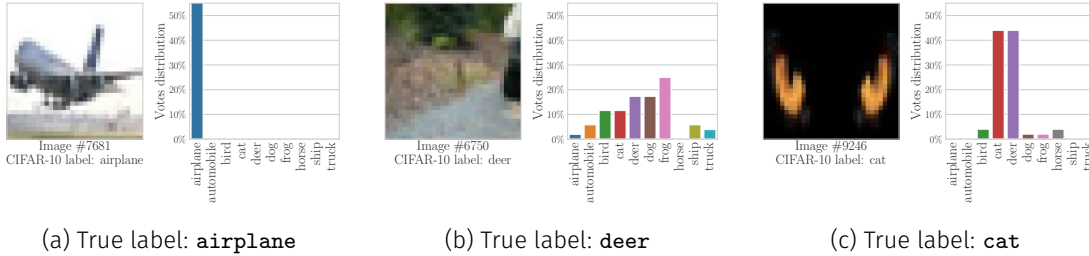 50%
40%
30%
20%
10%
0%
Votes distribution
airplane
automobile
bird
cat
deer
dog
frog
horse
ship
truck
Image #7681
CIFAR-10 label: airplane
(a) True label: airplane
50%
40%
30%
20%
10%
0%
Votes distribution
airplane
automobile
bird
cat
deer
dog
frog
horse
ship
truck
Image #6750
CIFAR-10 label: deer
(b) True label: deer
50%
40%
30%
20%
10%
0%
Votes distribution
airplane
automobile
bird
cat
deer
dog
frog
horse
ship
truck
Image #9246
CIFAR-10 label: cat
(c) True label: cat